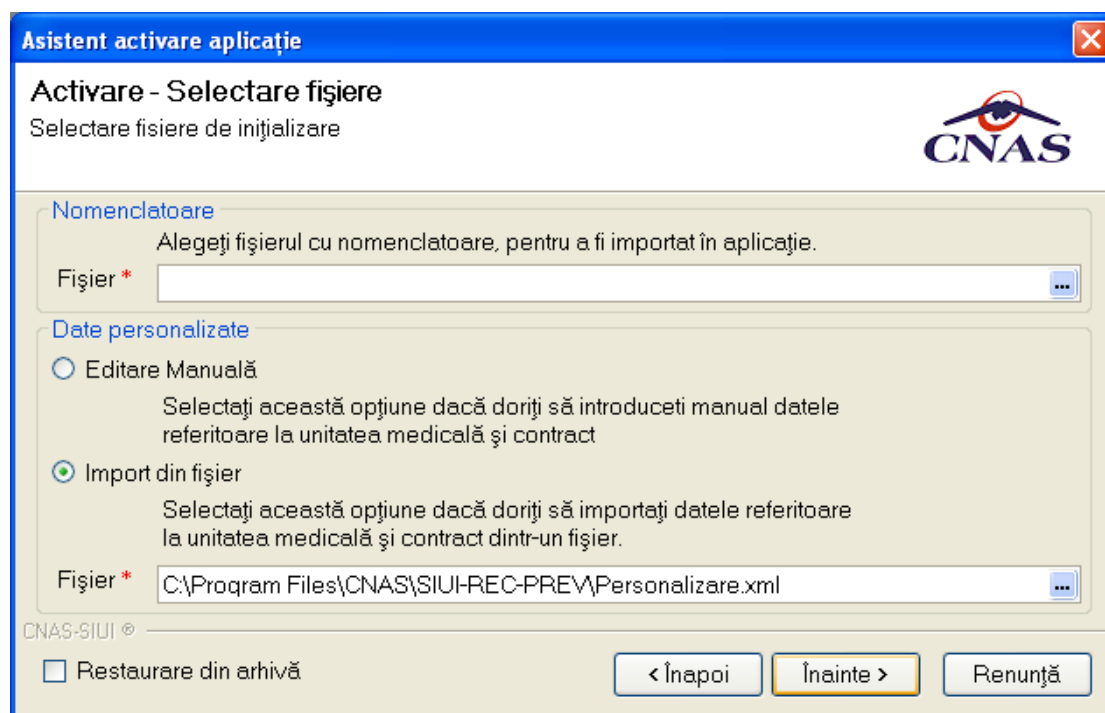 Asistent activare aplicație
Activare - Selectare fişiere
Selectare fisiere de iniţializare
CNAS
Nomenclatoare
Alegeţi fişierul cu nomenclatoare, pentru a fi importat în aplicaţie.
Fişier *
...
Date personalizate
Editare Manuală
Selectaţi această opţiune dacă doriţi să introduceti manual datele
referitoare la unitatea medicală şi contract
Import din fişier
Selectaţi această opţiune dacă doriţi să importaţi datele referitoare
la unitatea medicală şi contract dintr-un fişier.
Fişier * C:\Program Files\CNAS\SIUI-REC-PREV\Personalizare.xml ...
CNAS-SIUI ®
Restaurare din arhivă < Înapoi Înainte > Renunţă